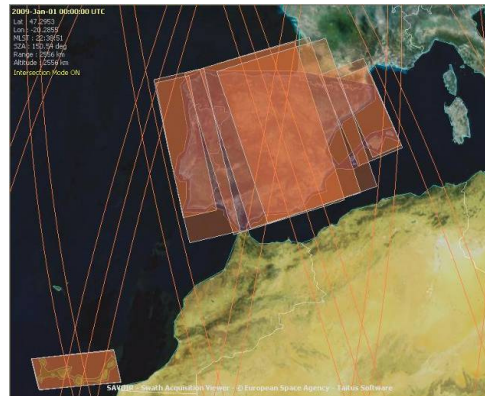 2009-Jan-01 00:00:00 UTC
Lat : 47.2953
Lon : -20.2855
MLST : 22:38:51
SZA : 150.54 deg
Range : 2556 km
Altitude : 2556 km
Intersection Mode ON
SAVOIR - Swath Acquisition Viewer - © European Space Agency - Taitus Software